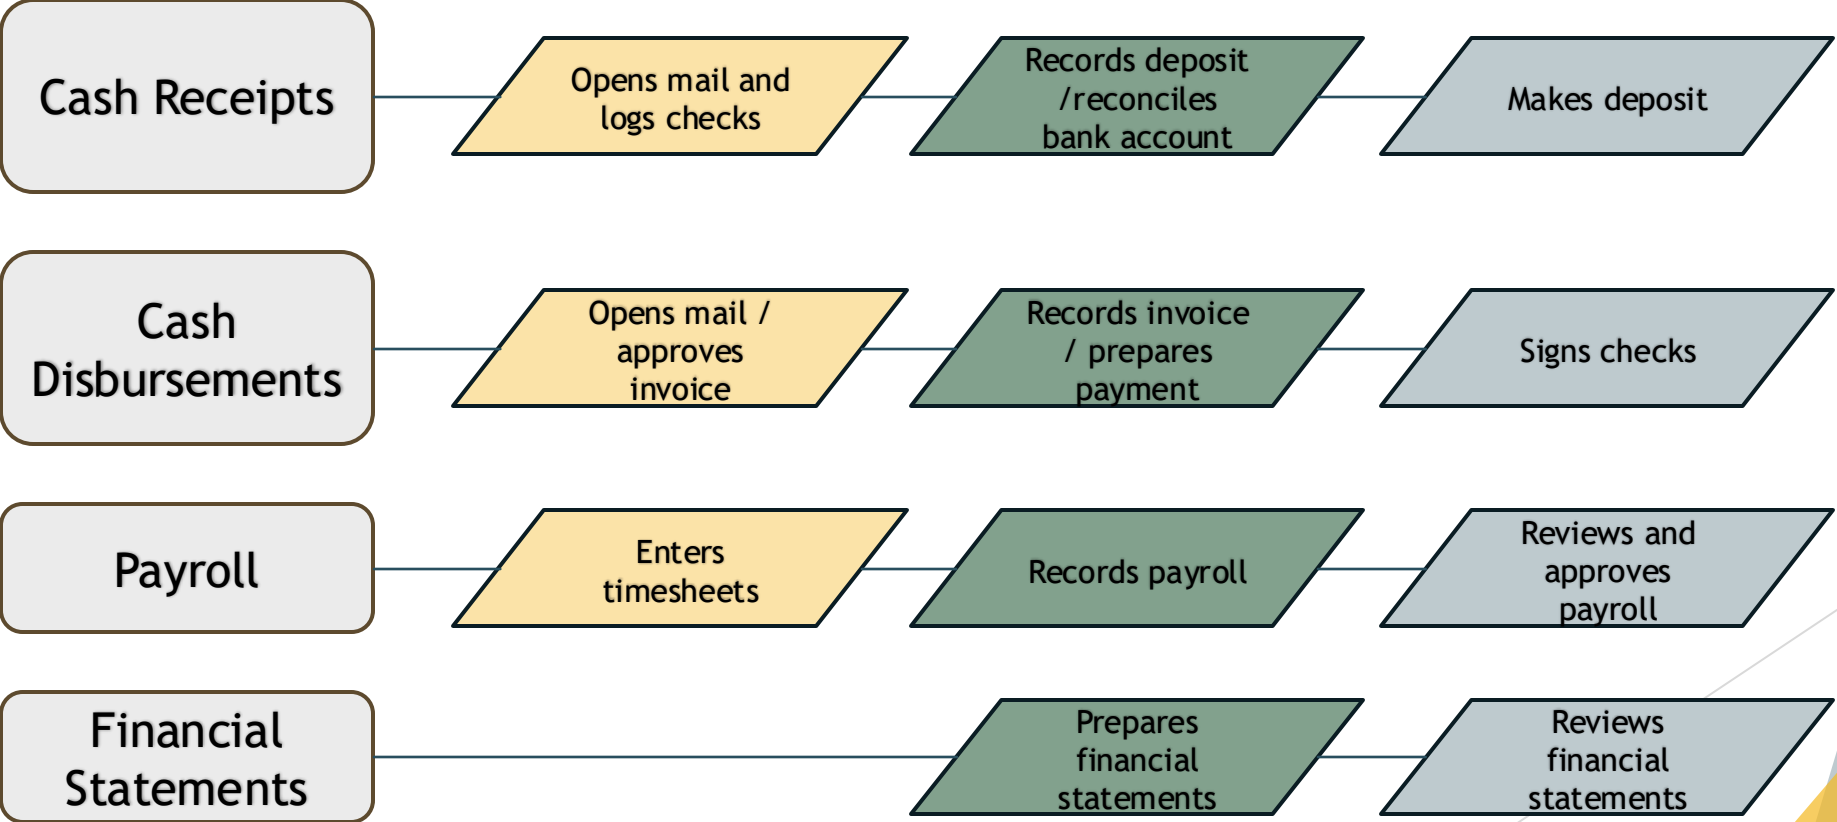 Cash Receipts
Opens mail and
logs checks
Records deposit
/reconciles
bank account
Makes deposit
Cash
Disbursements
Opens mail /
approves
invoice
Records invoice
/ prepares
payment
Signs checks
Payroll
Enters
timesheets
Records payroll
Reviews and
approves
payroll
Financial
Statements
Prepares
financial
statements
Reviews
financial
statements